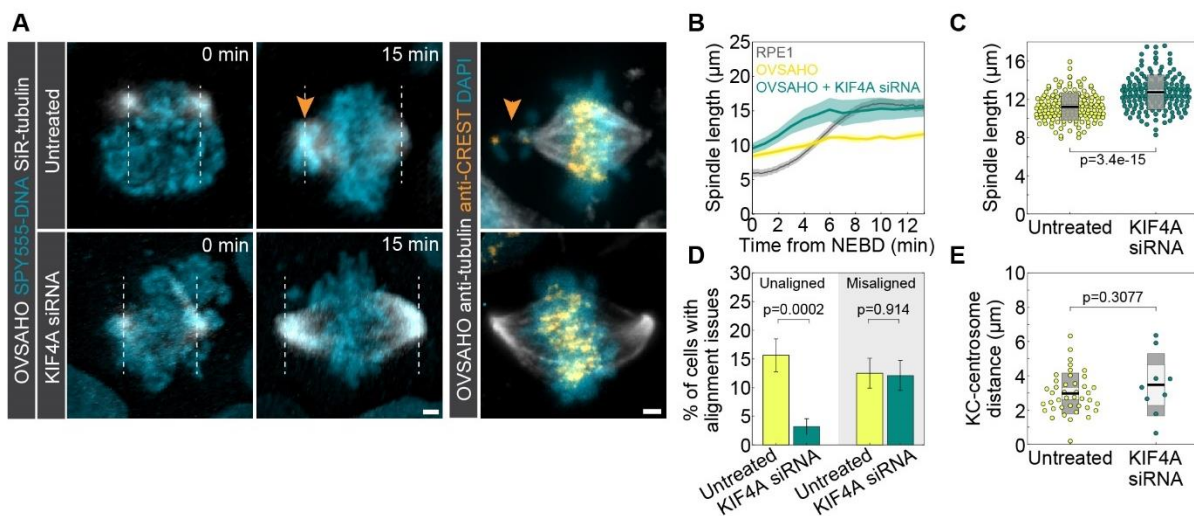 A
OVSAHO SPY555-DNA SiR-tubulin
Untreated
0 min
15 min
KIF4A siRNA
0 min
15 min
OVSAHO anti-tubulin anti-CREST DAPI
B
Spindle length (µm)
25
20
15
10
5
0
RPE1
OVSAHO
OVSAHO + KIF4A siRNA
0 2 4 6 8 10 12
Time from NEBD (min)
C
Spindle length (µm)
18
15
12
9
6
3
0
p=3.4e-15
Untreated
KIF4A
siRNA
D
% of cells with
alignment issues
30
25
20
15
10
5
0
Unaligned
p=0.0002
Misaligned
p=0.914
Untreated
KIF4A siRNA
Untreated
KIF4A siRNA
E
KC-centrosome
distance (µm)
10
8
6
4
2
0
p=0.3077
Untreated
KIF4A
siRNA